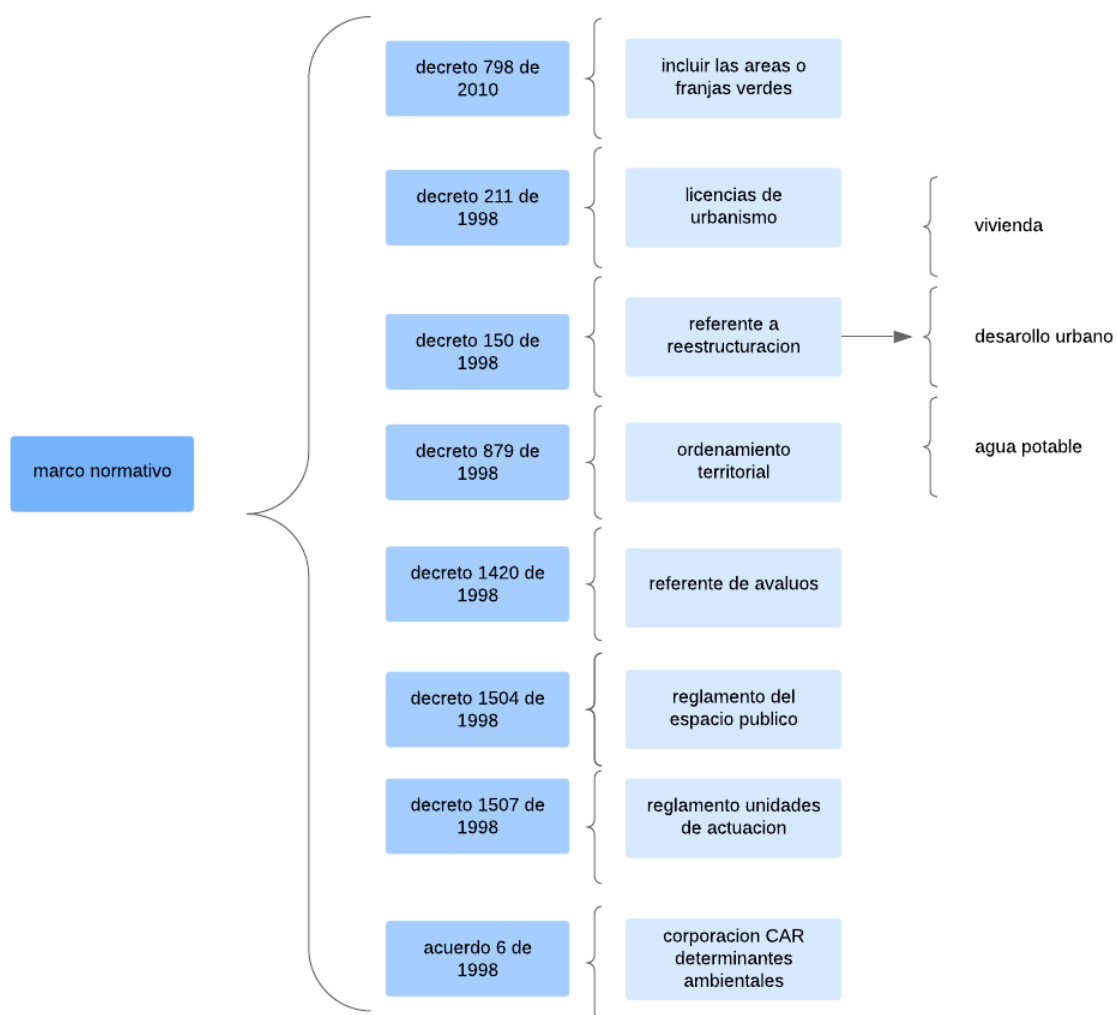 marco normativo
decreto 798 de
2010
incluir las areas o
franjas verdes
decreto 211 de
1998
licencias de
urbanismo
decreto 150 de
1998
referente a
reestructuracion
vivienda
desarollo urbano
agua potable
decreto 879 de
1998
ordenamiento
territorial
decreto 1420 de
1998
referente de avaluos
decreto 1504 de
1998
reglamento del
espacio publico
decreto 1507 de
1998
reglamento unidades
de actuacion
acuerdo 6 de
1998
corporacion CAR
determinantes
ambientales